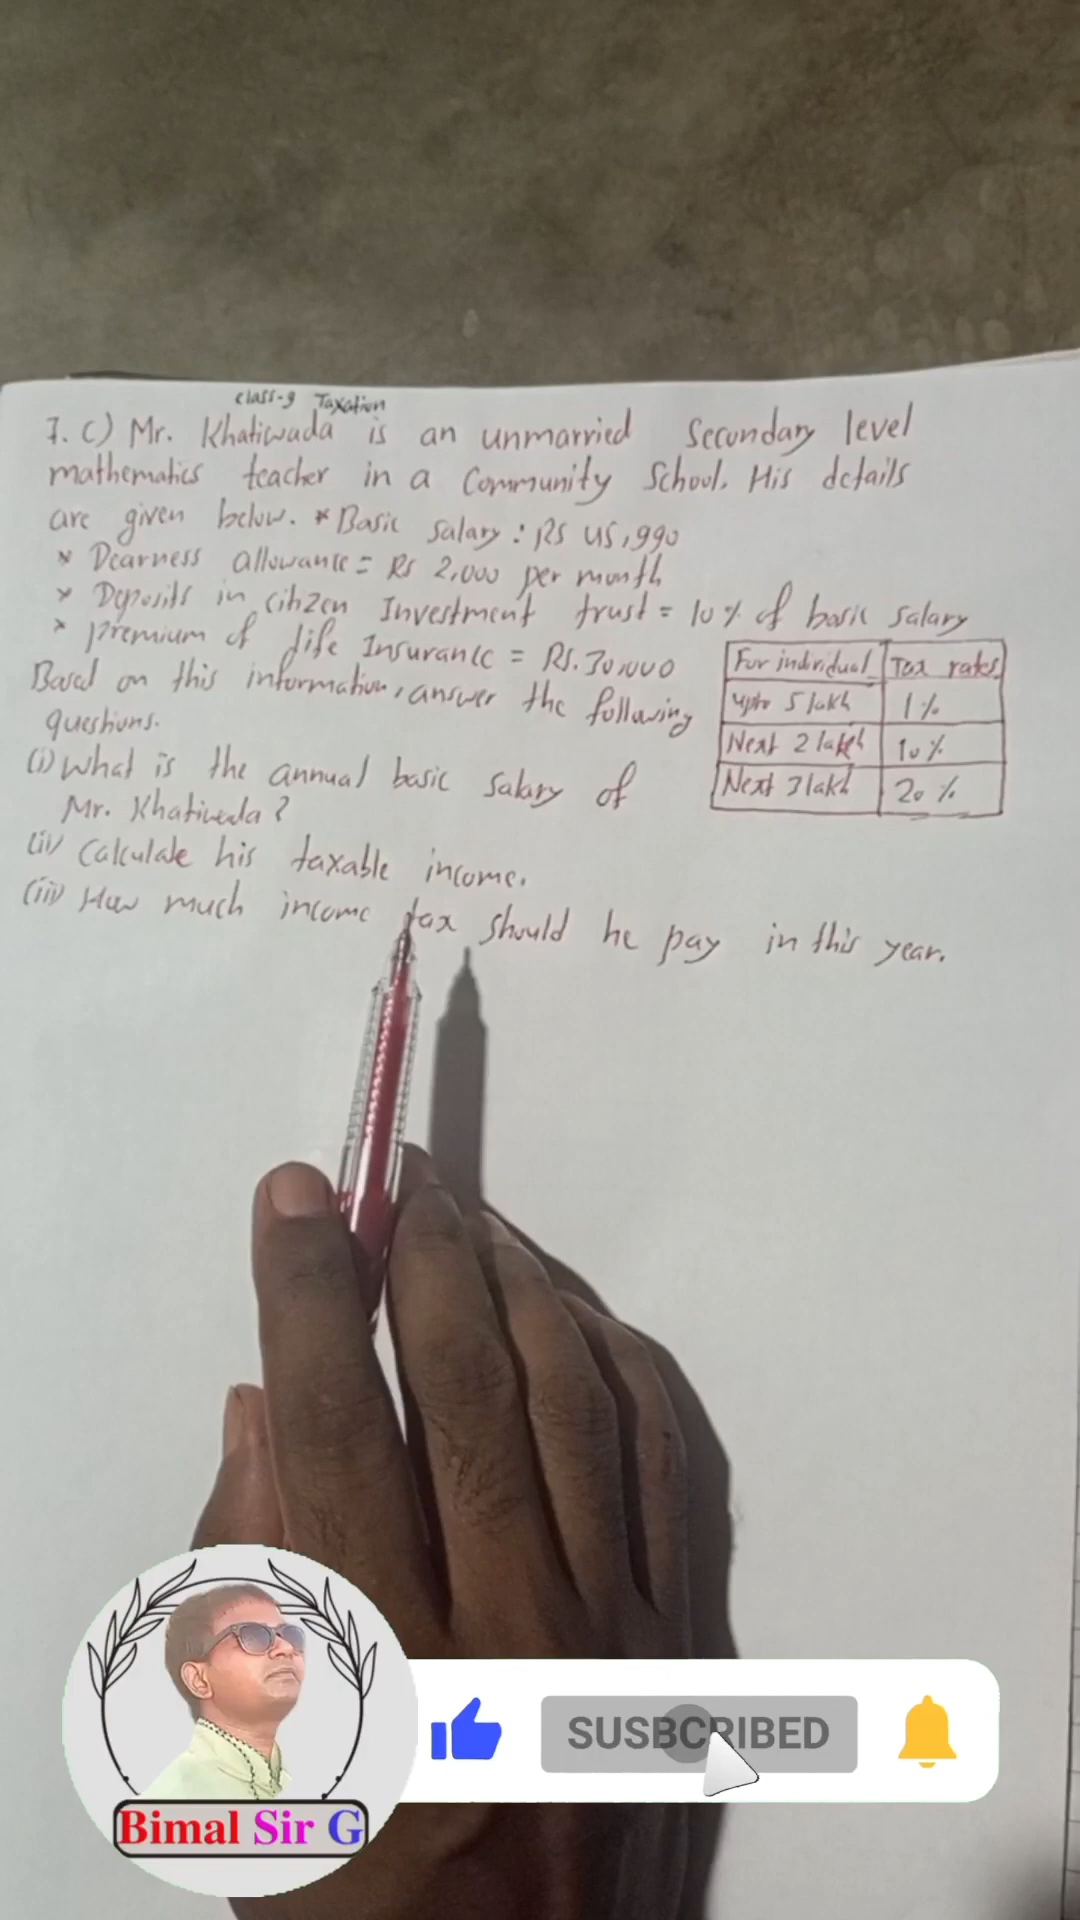 class-9 Taxation
7. c) Mr. Khatiwada is an unmarried Secondary level
mathematics teacher in a Community School. His details
are given below. * Basic salary : Rs 45,990
* Dearness allowance = Rs 2,000 per month
* Deposits in citizen Investment trust = 10% of basic salary
* premium of life Insurance = Rs. 30,000
Based on this information, answer the following
questions.
For individual Tax rates
upto 5 lakh 1%
Next 2 lakh 10%
Next 3 lakh 20%
(i) What is the annual basic salary of
Mr. Khatiwada?
(ii) Calculate his taxable income.
(iii) How much income tax should he pay in this year.
SUSBCRIBED
Bimal Sir G